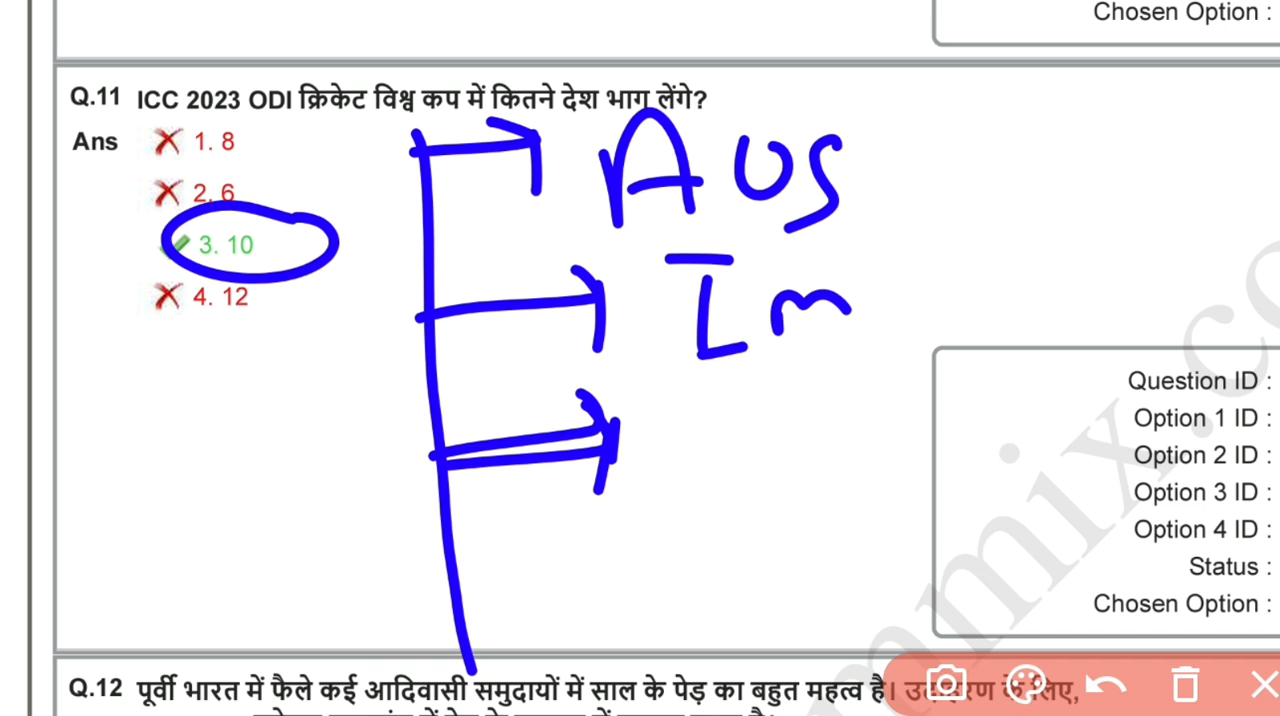 Chosen Option :
Q.11 ICC 2023 ODI क्रिकेट विश्व कप में कितने देश भाग लेंगे?
Ans 1. 8
2. 6
3. 10
4. 12
AUS
Question ID :
Option 1 ID :
Option 2 ID :
Option 3 ID :
Option 4 ID :
Status :
Chosen Option :
Q.12 पूर्वी भारत में फैले कई आदिवासी समुदायों में साल के पेड़ का बहुत महत्व है।